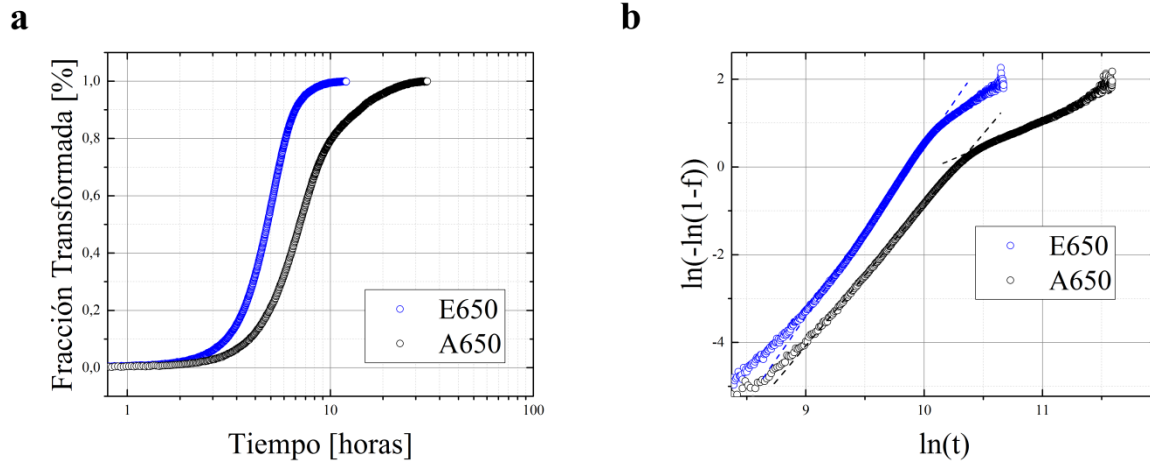 a
b
Fracción Transformada [%]
1,0
0,8
0,6
0,4
0,2
0,0
E650
A650
1
10
100
Tiempo [horas]
ln(-ln(1-f))
2
0
-2
-4
E650
A650
9
10
11
ln(t)